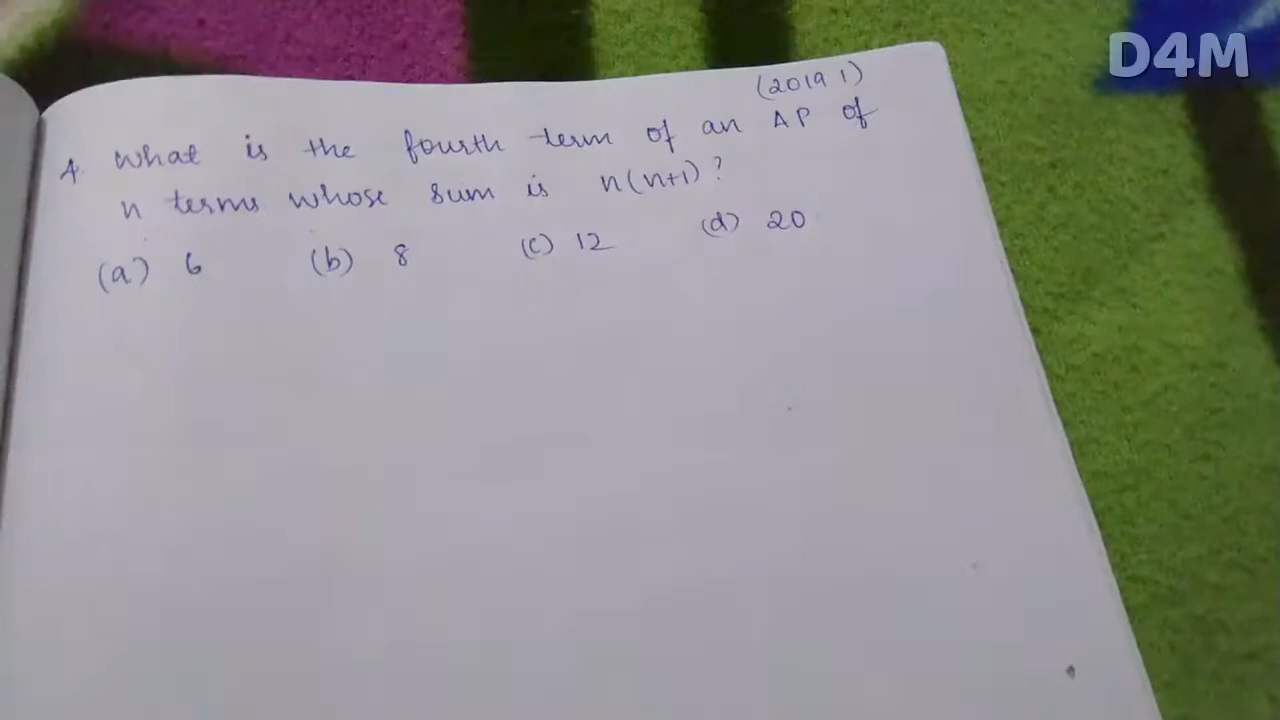 D4M
(2019 1)
4. What is the fourth term of an AP of
n terms whose sum is n(n+1)?
(a) 6 (b) 8 (c) 12 (d) 20